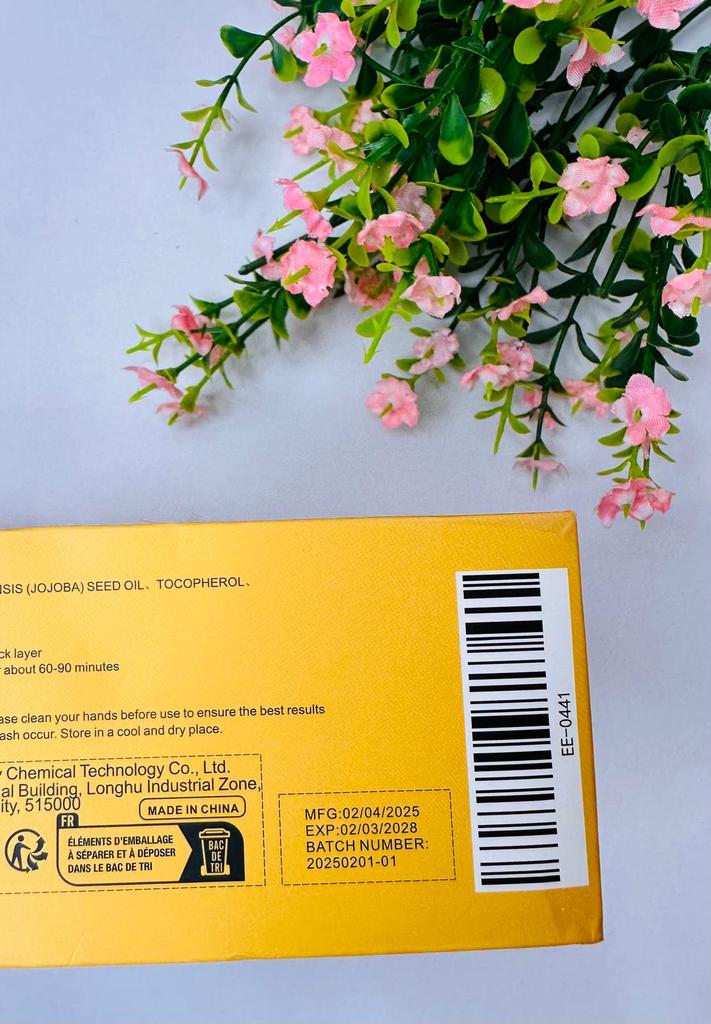 NSIS (JOJOBA) SEED OIL、TOCOPHEROL、
ck layer
about 60-90 minutes
ase clean your hands before use to ensure the best results
ash occur. Store in a cool and dry place.
y Chemical Technology Co., Ltd.
al Building, Longhu Industrial Zone,
ity, 515000
MADE IN CHINA
FR
ÉLÉMENTS D'EMBALLAGE
À SÉPARER ET À DÉPOSER
DANS LE BAC DE TRI
BAC
DE
TRI
MFG:02/04/2025
EXP:02/03/2028
BATCH NUMBER:
20250201-01
EE-0441